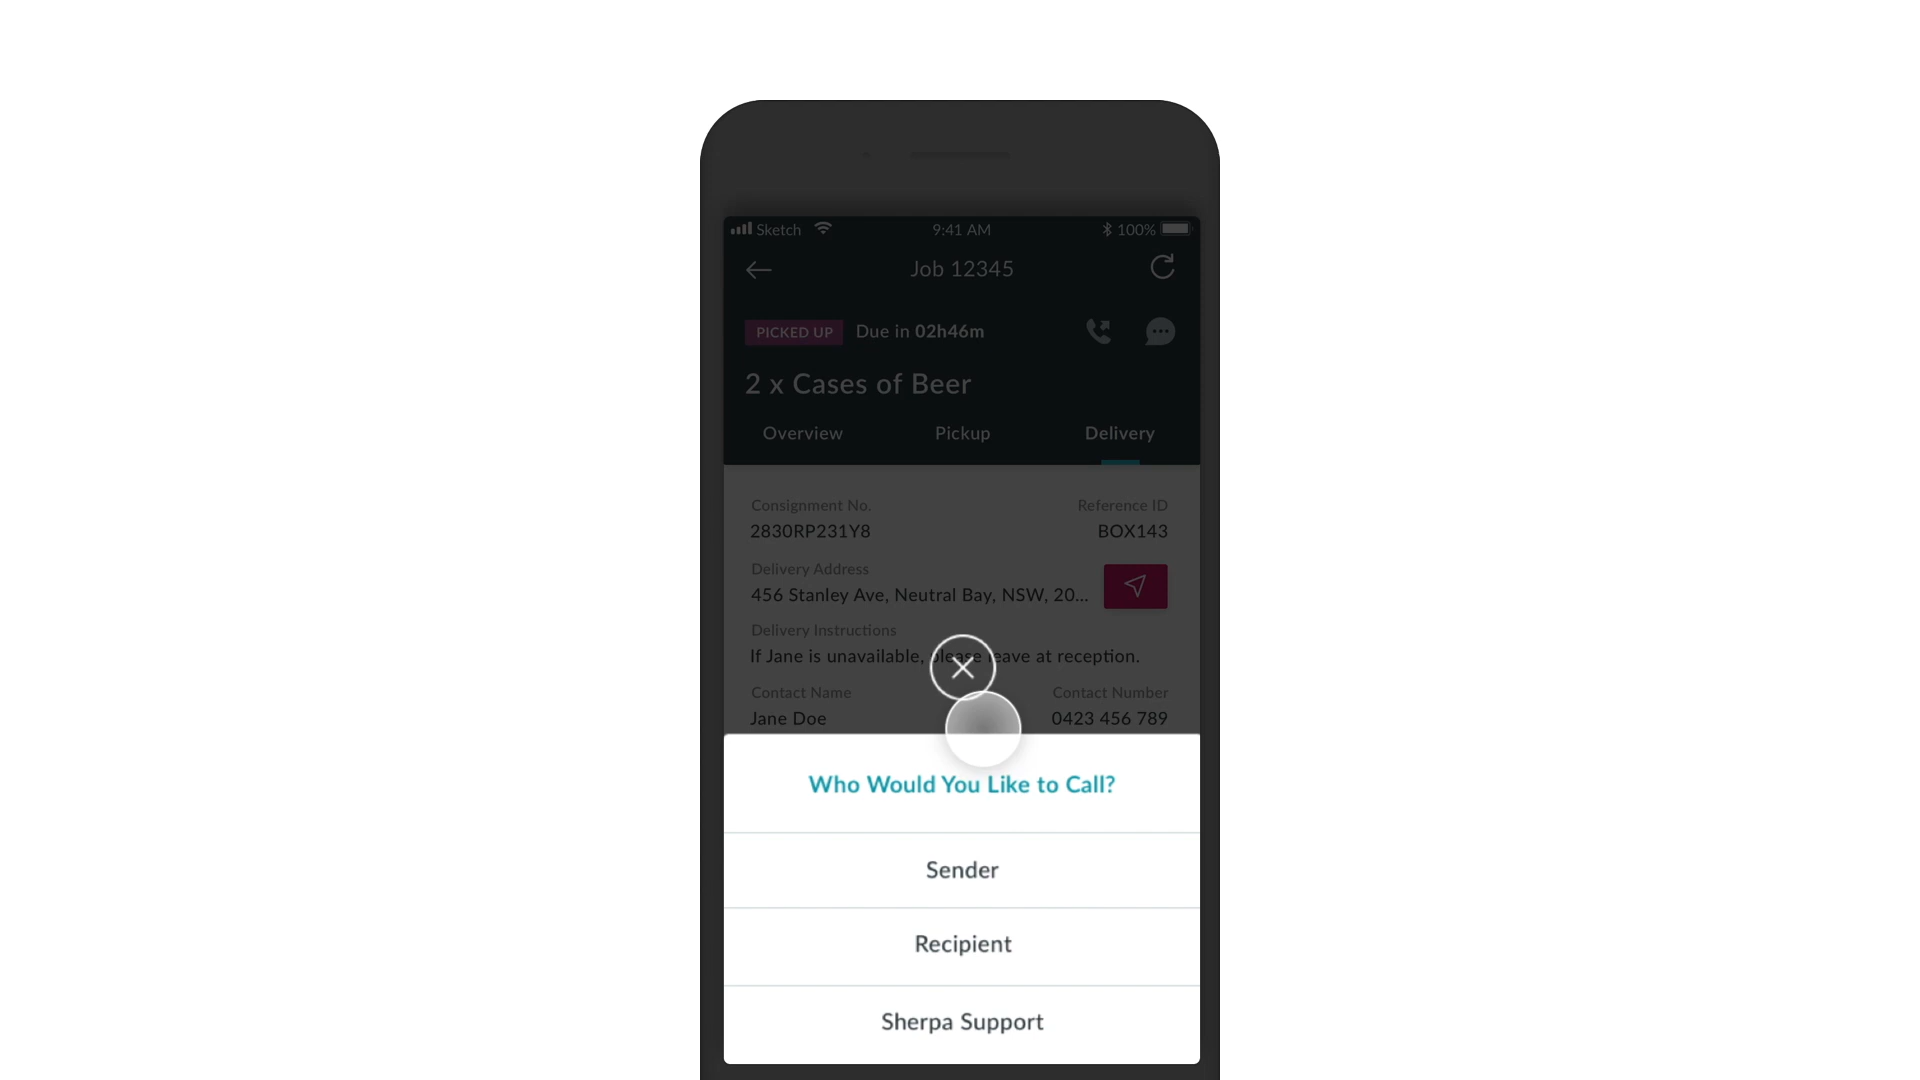 Sketch 9:41 AM 100%
Job 12345
PICKED UP Due in 02h46m
2 x Cases of Beer
Overview Pickup Delivery
Consignment No. Reference ID
2830RP231Y8 BOX143
Delivery Address
456 Stanley Ave, Neutral Bay, NSW, 20...
Delivery Instructions
If Jane is unavailable, please leave at reception.
Contact Name Contact Number
Jane Doe 0423 456 789
Who Would You Like to Call?
Sender
Recipient
Sherpa Support